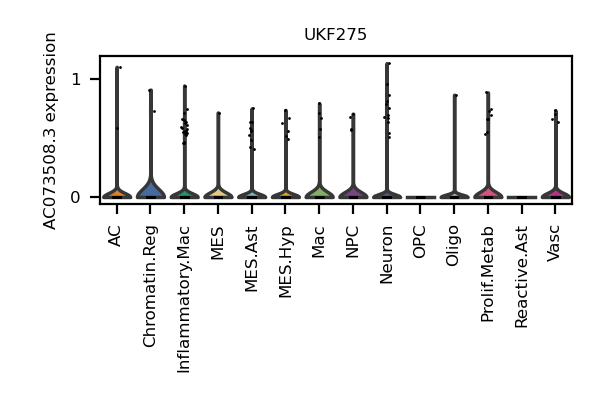 UKF275
AC073508.3 expression
1
0
AC
Chromatin.Reg
Inflammatory.Mac
MES
MES.Ast
MES.Hyp
Mac
NPC
Neuron
OPC
Oligo
Prolif.Metab
Reactive.Ast
Vasc